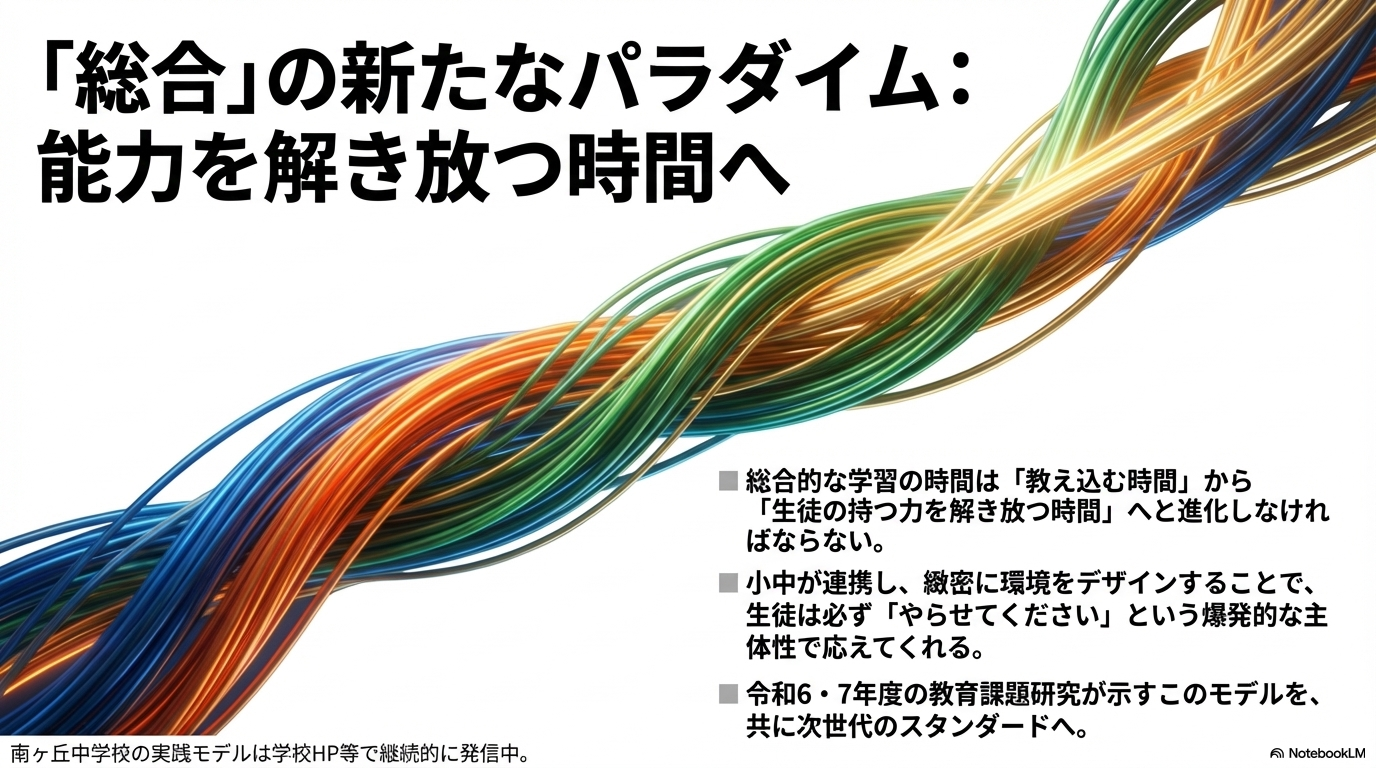 「総合」の新たなパラダイム：
能力を解き放つ時間へ
■ 総合的な学習の時間は「教え込む時間」から
「生徒の持つ力を解き放つ時間」へと進化しなけれ
ばならない。
■ 小中が連携し、緻密に環境をデザインすることで、
生徒は必ず「やらせてください」という爆発的な主
体性で応えてくれる。
■ 令和6・7年度の教育課題研究が示すこのモデルを、
共に次世代のスタンダードへ。
南ヶ丘中学校の実践モデルは学校HP等で継続的に発信中。
NotebookLM